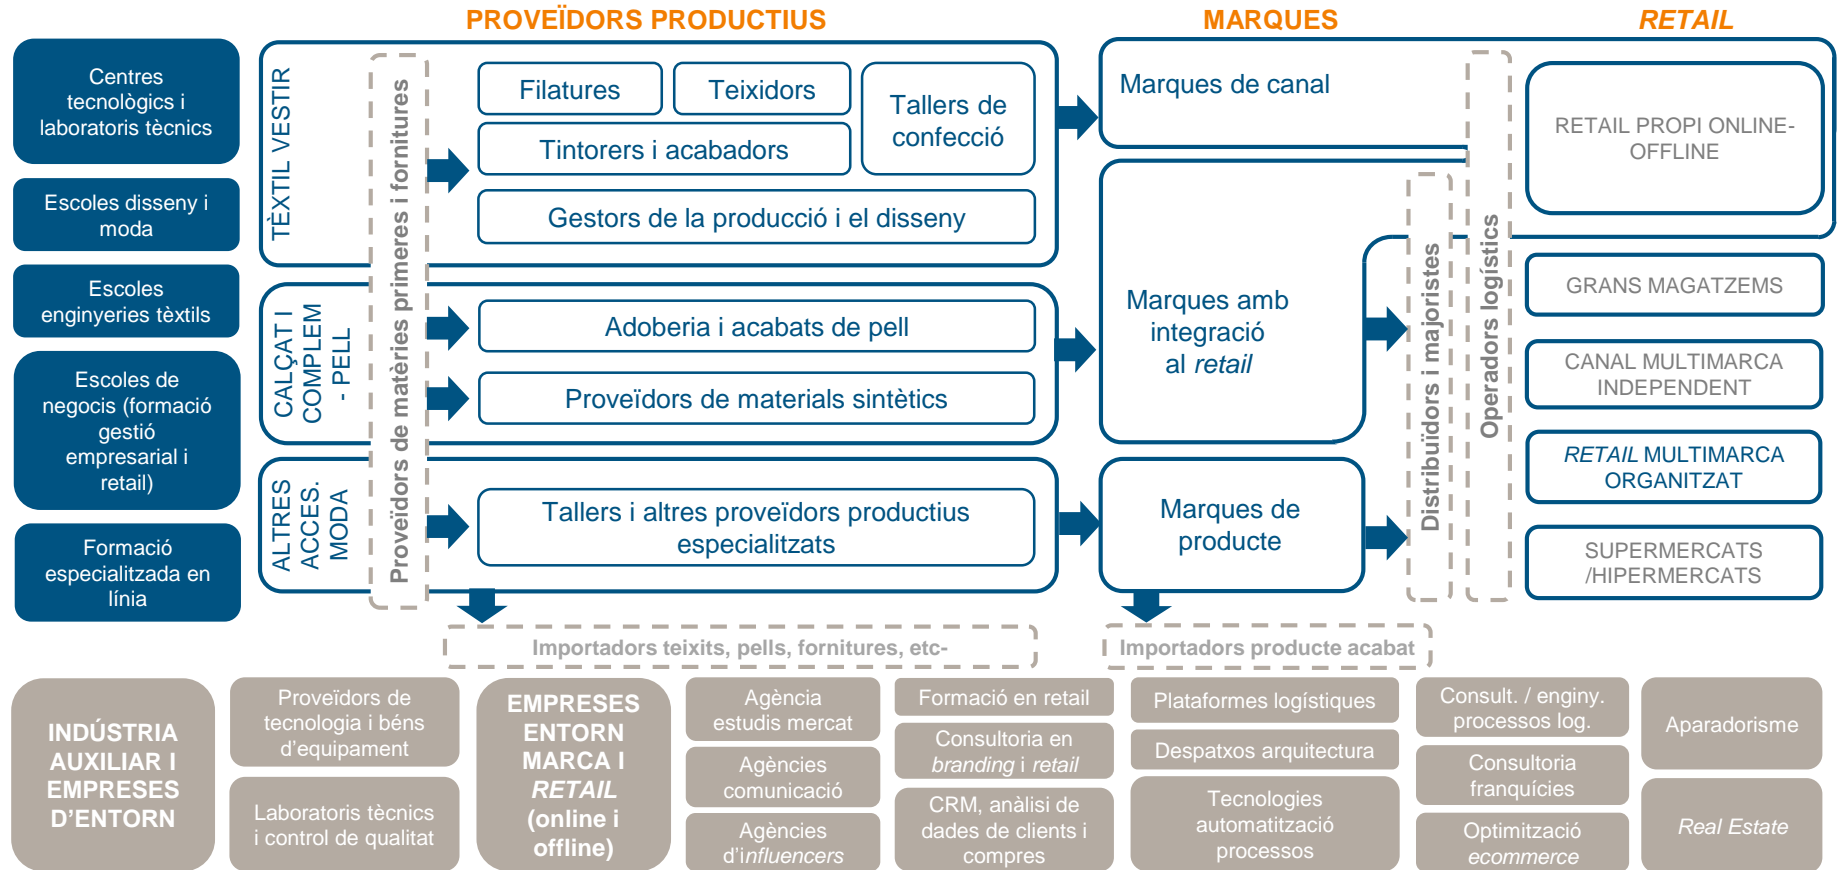 PROVEÏDORS PRODUCTIUS
MARQUES
RETAIL
Centres
tecnològics i
laboratoris tècnics
Escoles disseny i
moda
Escoles
enginyeries tèxtils
Escoles de
negocis (formació
gestió
empresarial i
retail)
Formació
especialitzada en
línia
TÈXTIL VESTIR
CALÇAT I
COMPLEM
- PELL
ALTRES
ACCES.
MODA
Proveïdors de matèries primeres i fornitures
Filatures
Teixidors
Tallers de
confecció
Tintorers i acabadors
Gestors de la producció i el disseny
Adoberia i acabats de pell
Proveïdors de materials sintètics
Tallers i altres proveïdors productius
especialitzats
Marques de canal
Marques amb
integració
al retail
Marques de
producte
Distribuïdors i majoristes
Operadors logístics
RETAIL PROPI ONLINE-
OFFLINE
GRANS MAGATZEMS
CANAL MULTIMARCA
INDEPENDENT
RETAIL MULTIMARCA
ORGANITZAT
SUPERMERCATS
/HIPERMERCATS
Importadors teixits, pells, fornitures, etc-
Importadors producte acabat
INDÚSTRIA
AUXILIAR I
EMPRESES
D’ENTORN
Proveïdors de
tecnologia i béns
d’equipament
Laboratoris tècnics
i control de qualitat
EMPRESES
ENTORN
MARCA I
RETAIL
(online i
offline)
Agència
estudis mercat
Agències
comunicació
Agències
d’influencers
Formació en retail
Consultoria en
branding i retail
CRM, anàlisi de
dades de clients i
compres
Plataformes logístiques
Despatxos arquitectura
Tecnologies
automatització
processos
Consult. / enginy.
processos log.
Consultoria
franquícies
Optimització
ecommerce
Aparadorisme
Real Estate